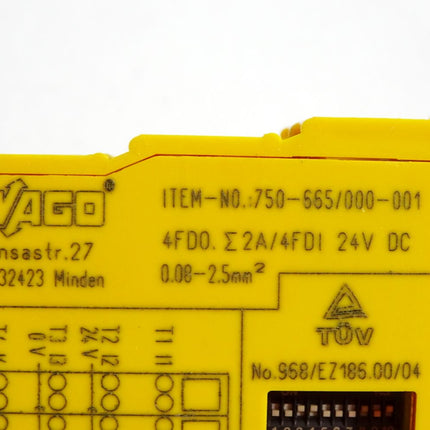 WAGO
®
ITEM-NO.:750-665/000-001
nsastr.27
32423 Minden
4FDO. Σ2A/4FDI 24V DC
0.08-2.5mm²
TÜV
No.968/EZ186.00/04
T3 I3
0V
T2 I2
24V
T1 I1